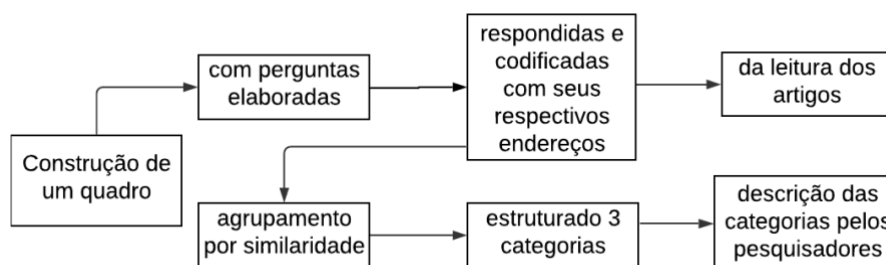 Construção de
um quadro
com perguntas
elaboradas
respondidas e
codificadas
com seus
respectivos
endereços
da leitura dos
artigos
agrupamento
por similaridade
estruturado 3
categorias
descrição das
categorias pelos
pesquisadores